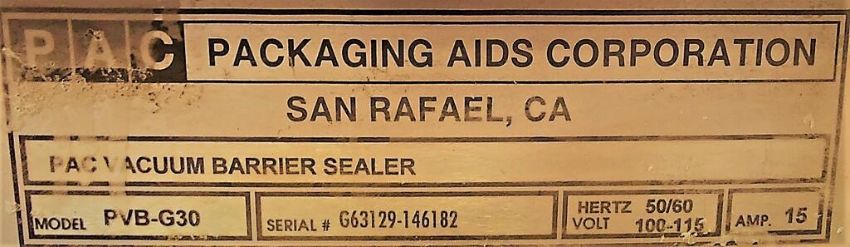 PAC PACKAGING AIDS CORPORATION
SAN RAFAEL, CA
PAC VACUUM BARRIER SEALER
MODEL PVB-G30 SERIAL # G63129-146182 HERTZ 50/60 VOLT 100-115 AMP. 15